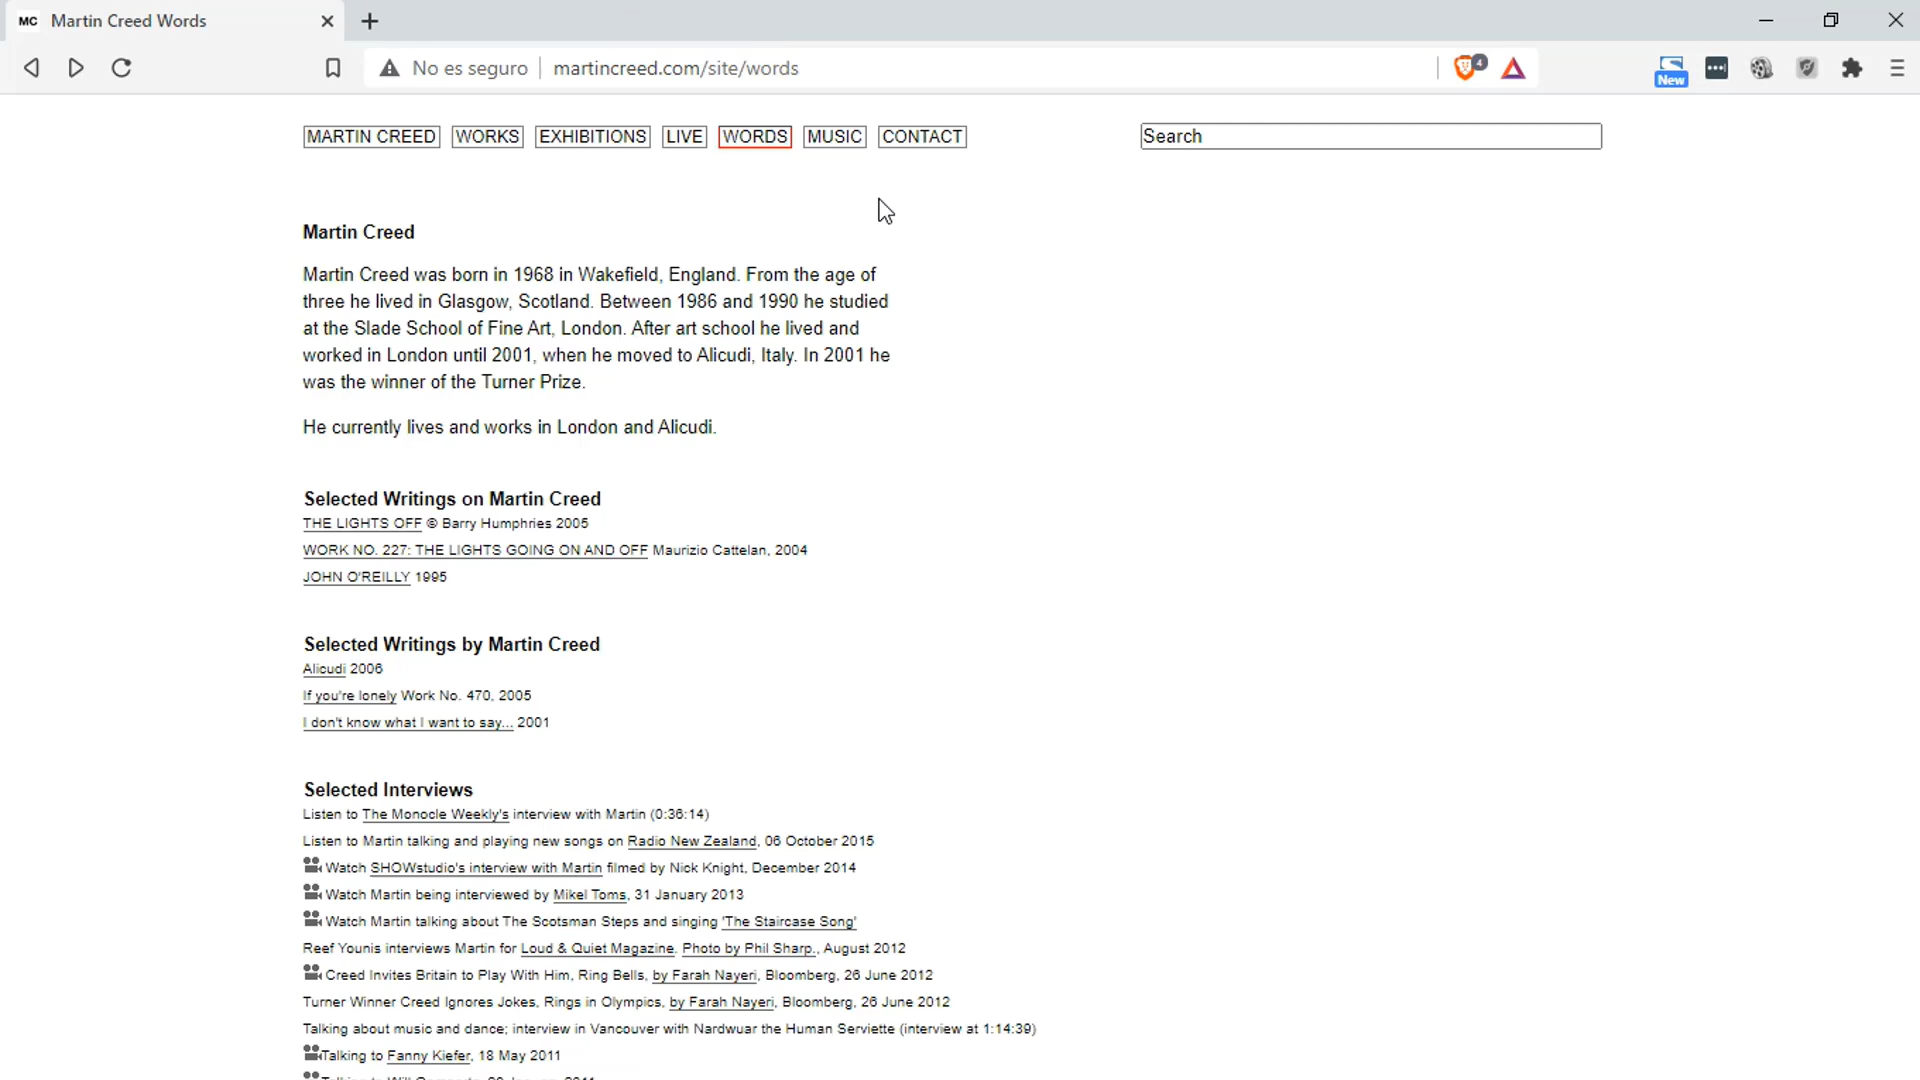 MC Martin Creed Words
No es seguro martincreed.com/site/words 4 New
MARTIN CREED WORKS EXHIBITIONS LIVE WORDS MUSIC CONTACT Search
Martin Creed
Martin Creed was born in 1968 in Wakefield, England. From the age of
three he lived in Glasgow, Scotland. Between 1986 and 1990 he studied
at the Slade School of Fine Art, London. After art school he lived and
worked in London until 2001, when he moved to Alicudi, Italy. In 2001 he
was the winner of the Turner Prize.
He currently lives and works in London and Alicudi.
Selected Writings on Martin Creed
THE LIGHTS OFF © Barry Humphries 2005
WORK NO. 227: THE LIGHTS GOING ON AND OFF Maurizio Cattelan, 2004
JOHN O'REILLY 1995
Selected Writings by Martin Creed
Alicudi 2006
If you're lonely Work No. 470, 2005
I don't know what I want to say... 2001
Selected Interviews
Listen to The Monocle Weekly's interview with Martin (0:36:14)
Listen to Martin talking and playing new songs on Radio New Zealand, 06 October 2015
Watch SHOWstudio's interview with Martin filmed by Nick Knight, December 2014
Watch Martin being interviewed by Mikel Toms, 31 January 2013
Watch Martin talking about The Scotsman Steps and singing 'The Staircase Song'
Reef Younis interviews Martin for Loud & Quiet Magazine. Photo by Phil Sharp., August 2012
Creed Invites Britain to Play With Him, Ring Bells, by Farah Nayeri, Bloomberg, 26 June 2012
Turner Winner Creed Ignores Jokes, Rings in Olympics, by Farah Nayeri, Bloomberg, 26 June 2012
Talking about music and dance; interview in Vancouver with Nardwuar the Human Serviette (interview at 1:14:39)
Talking to Fanny Kiefer, 18 May 2011